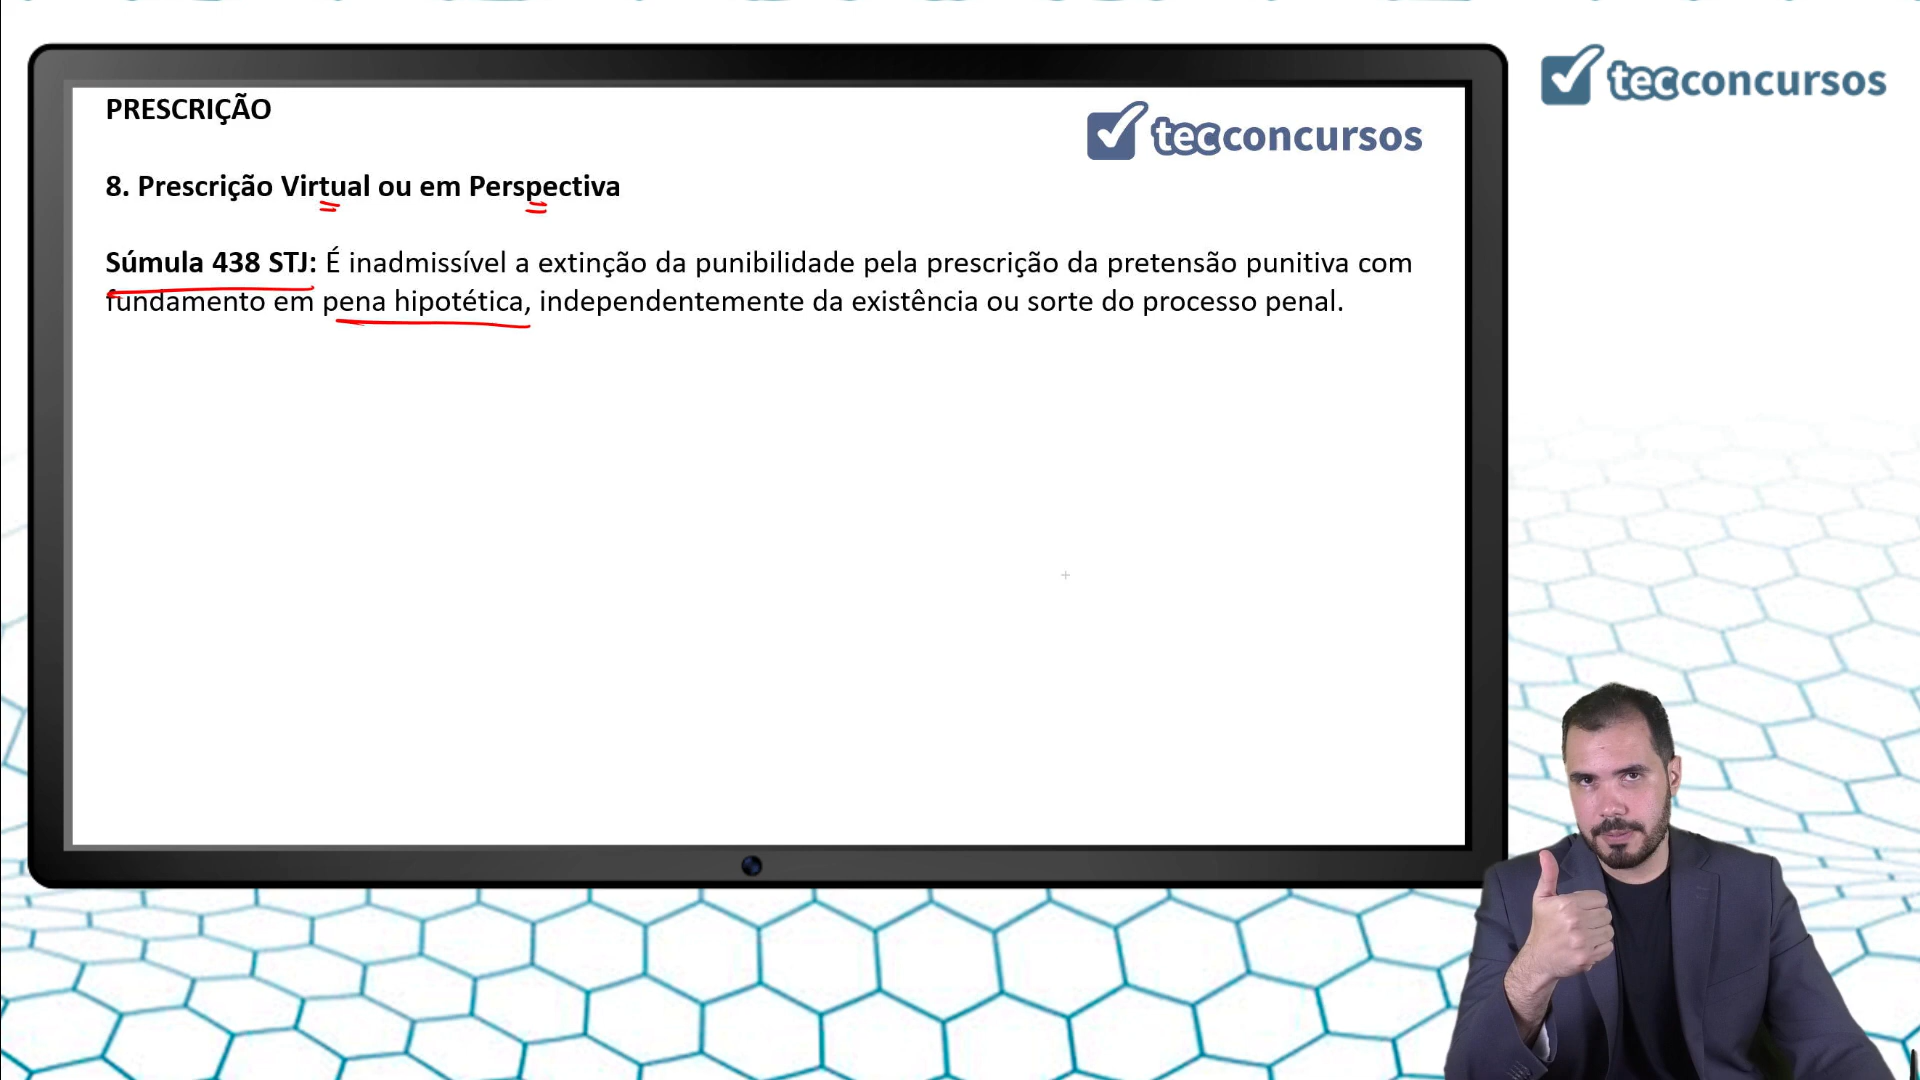 tecconcursos
PRESCRIÇÃO
tecconcursos
8. Prescrição Virtual ou em Perspectiva
Súmula 438 STJ: É inadmissível a extinção da punibilidade pela prescrição da pretensão punitiva com
fundamento em pena hipotética, independentemente da existência ou sorte do processo penal.